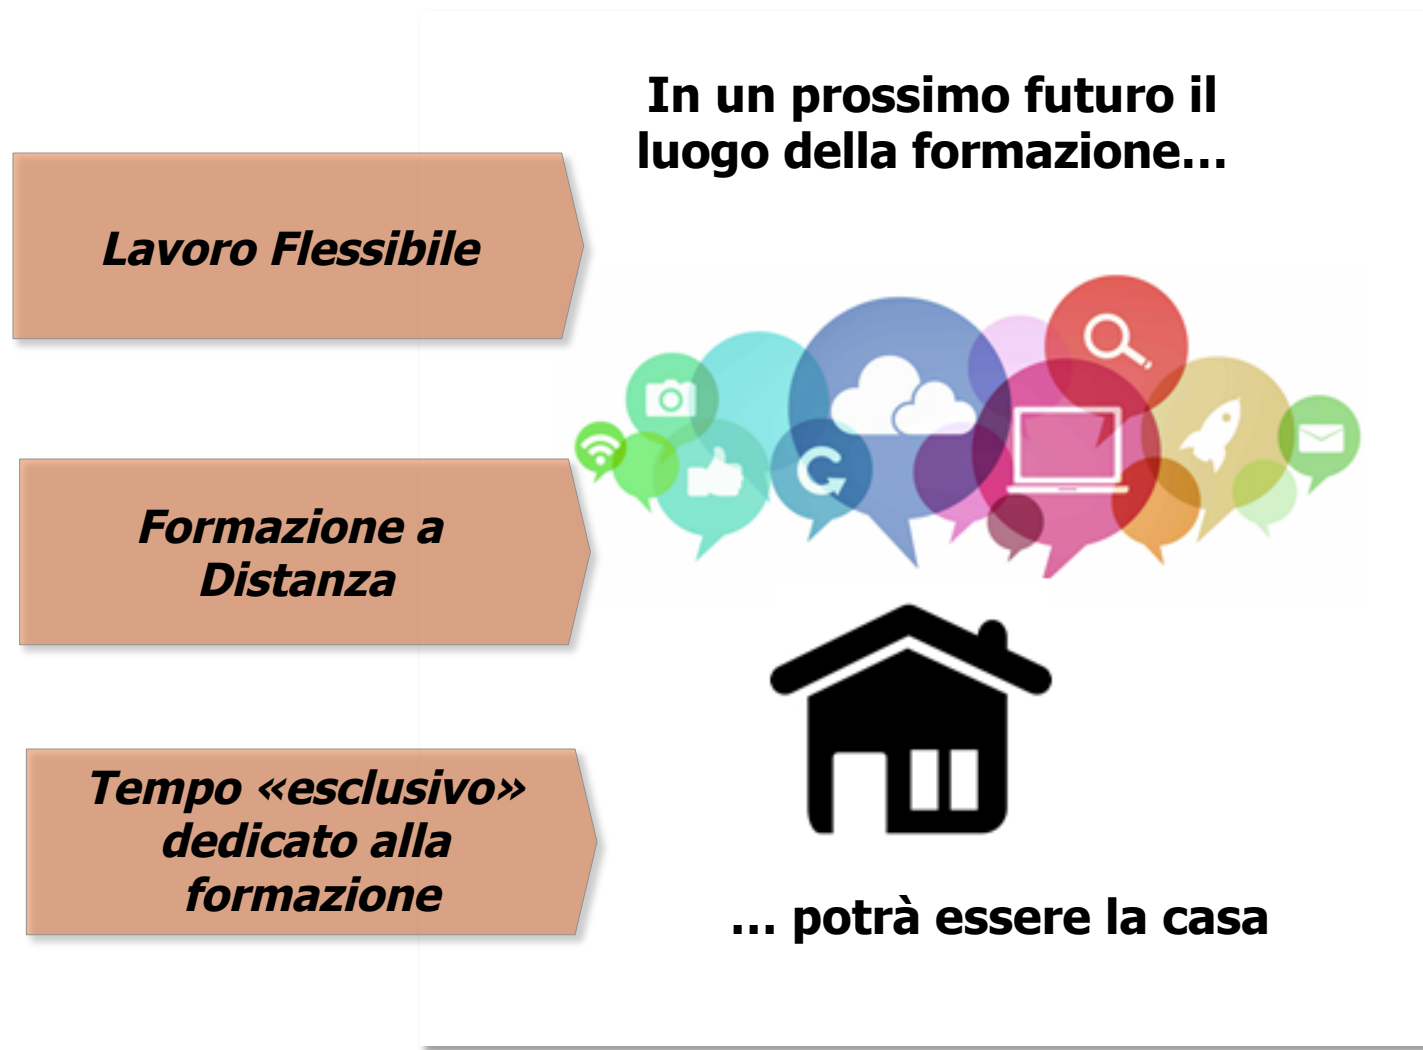 In un prossimo futuro il
luogo della formazione...
Lavoro Flessibile
Formazione a
Distanza
Tempo «esclusivo»
dedicato alla
formazione
... potrà essere la casa